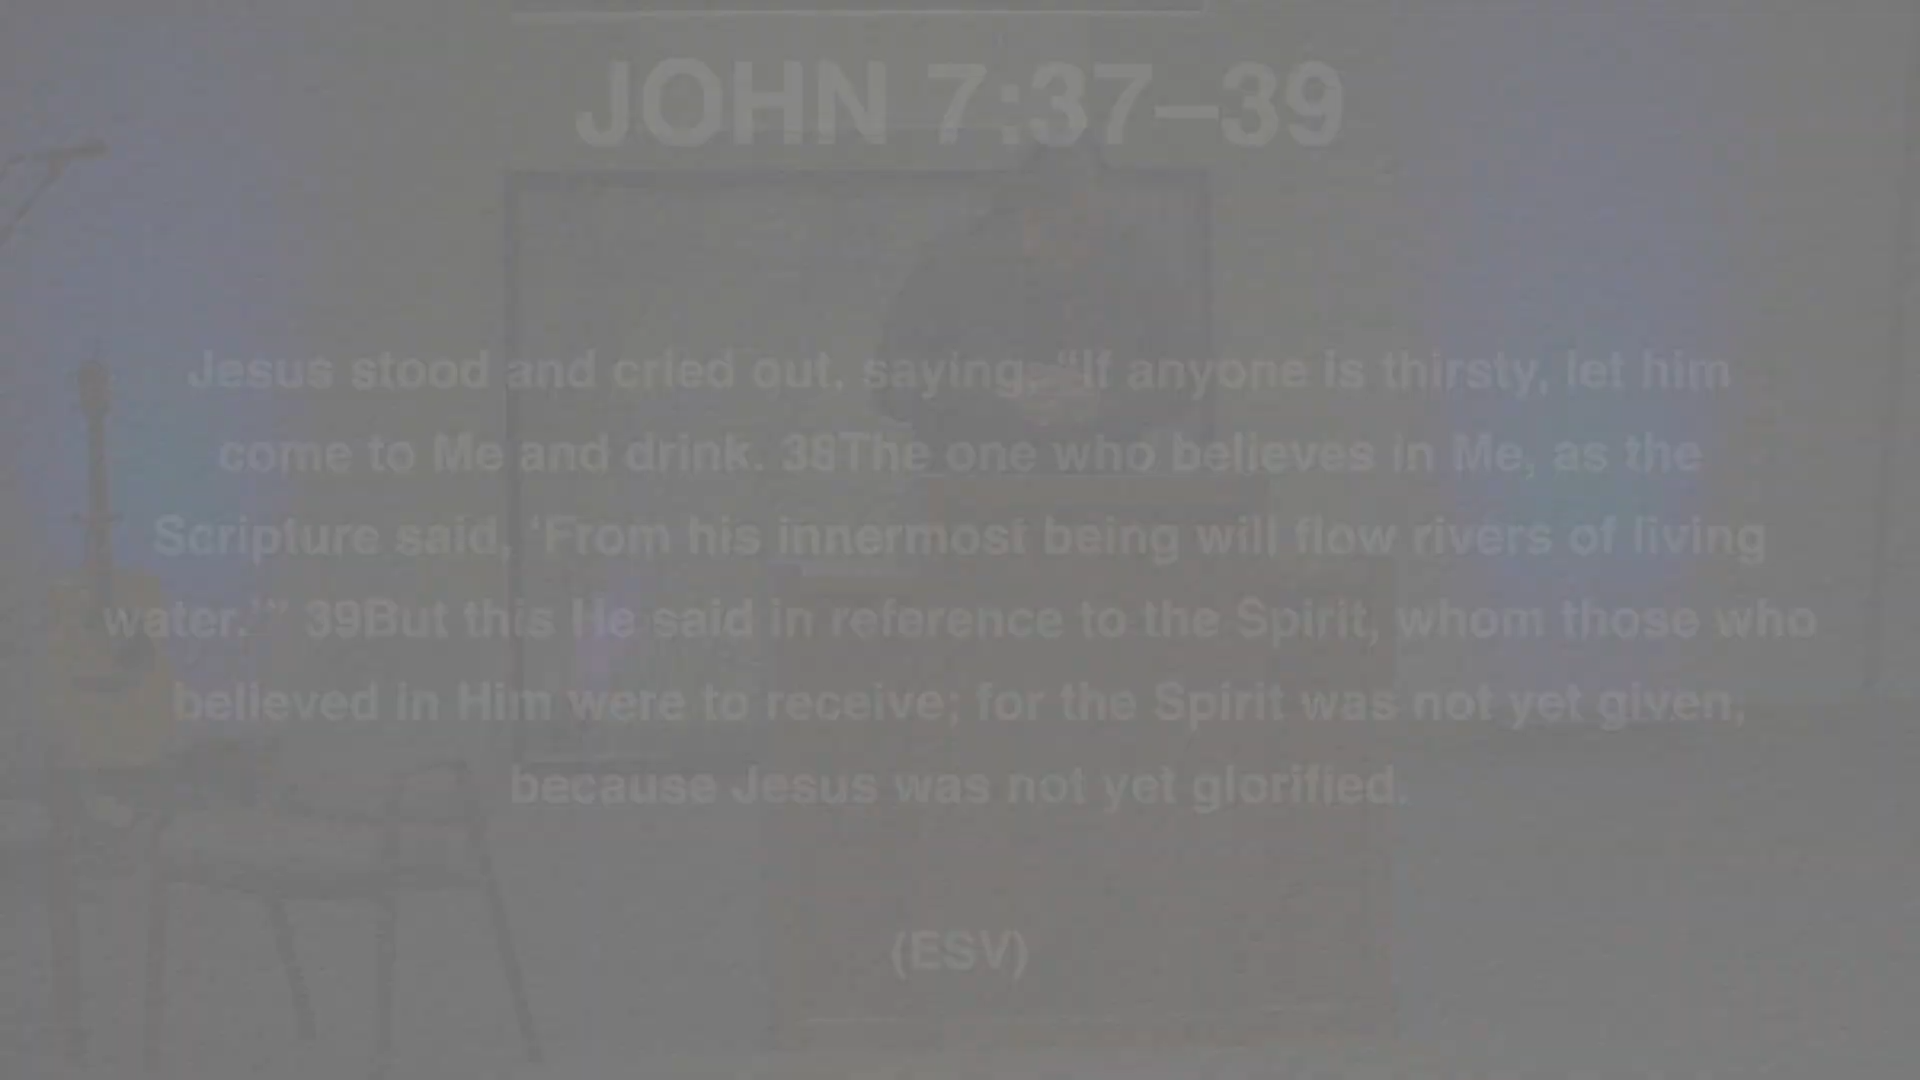 JOHN 7:37–39
Jesus stood and cried out, saying, “If anyone is thirsty, let him
come to Me and drink. 38The one who believes in Me, as the
Scripture said, ‘From his innermost being will flow rivers of living
water.’” 39But this He said in reference to the Spirit, whom those who
believed in Him were to receive; for the Spirit was not yet given,
because Jesus was not yet glorified.
(ESV)